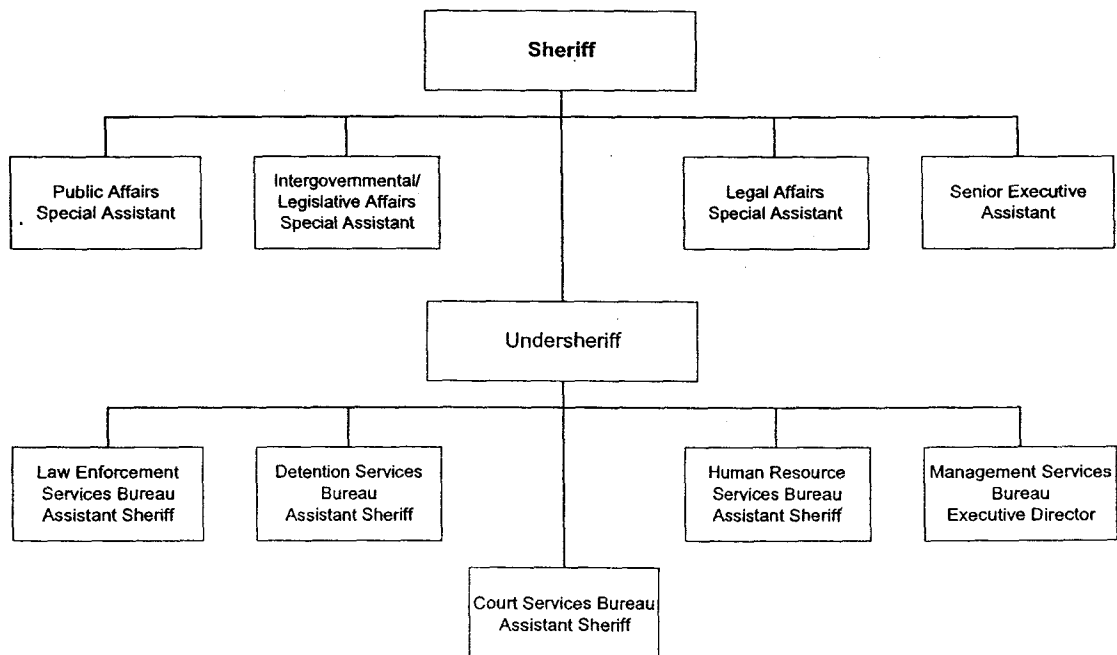 Sheriff
Public Affairs
Special Assistant
Intergovernmental/
Legislative Affairs
Special Assistant
Legal Affairs
Special Assistant
Senior Executive
Assistant
Undersheriff
Law Enforcement
Services Bureau
Assistant Sheriff
Detention Services
Bureau
Assistant Sheriff
Human Resource
Services Bureau
Assistant Sheriff
Management Services
Bureau
Executive Director
Court Services Bureau
Assistant Sheriff